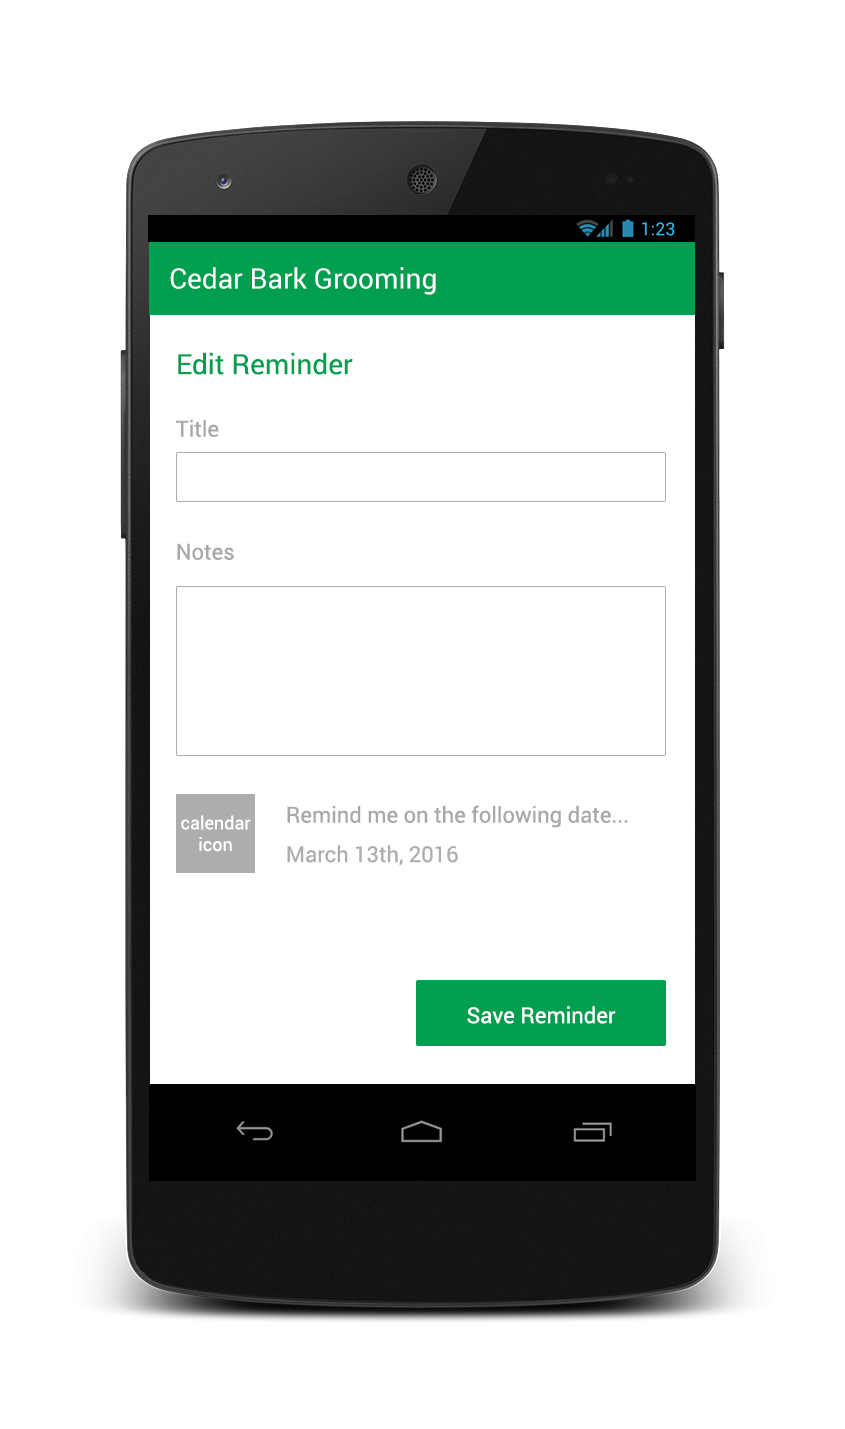 1:23
Cedar Bark Grooming
Edit Reminder
Title
Notes
calendar
icon
Remind me on the following date...
March 13th, 2016
Save Reminder